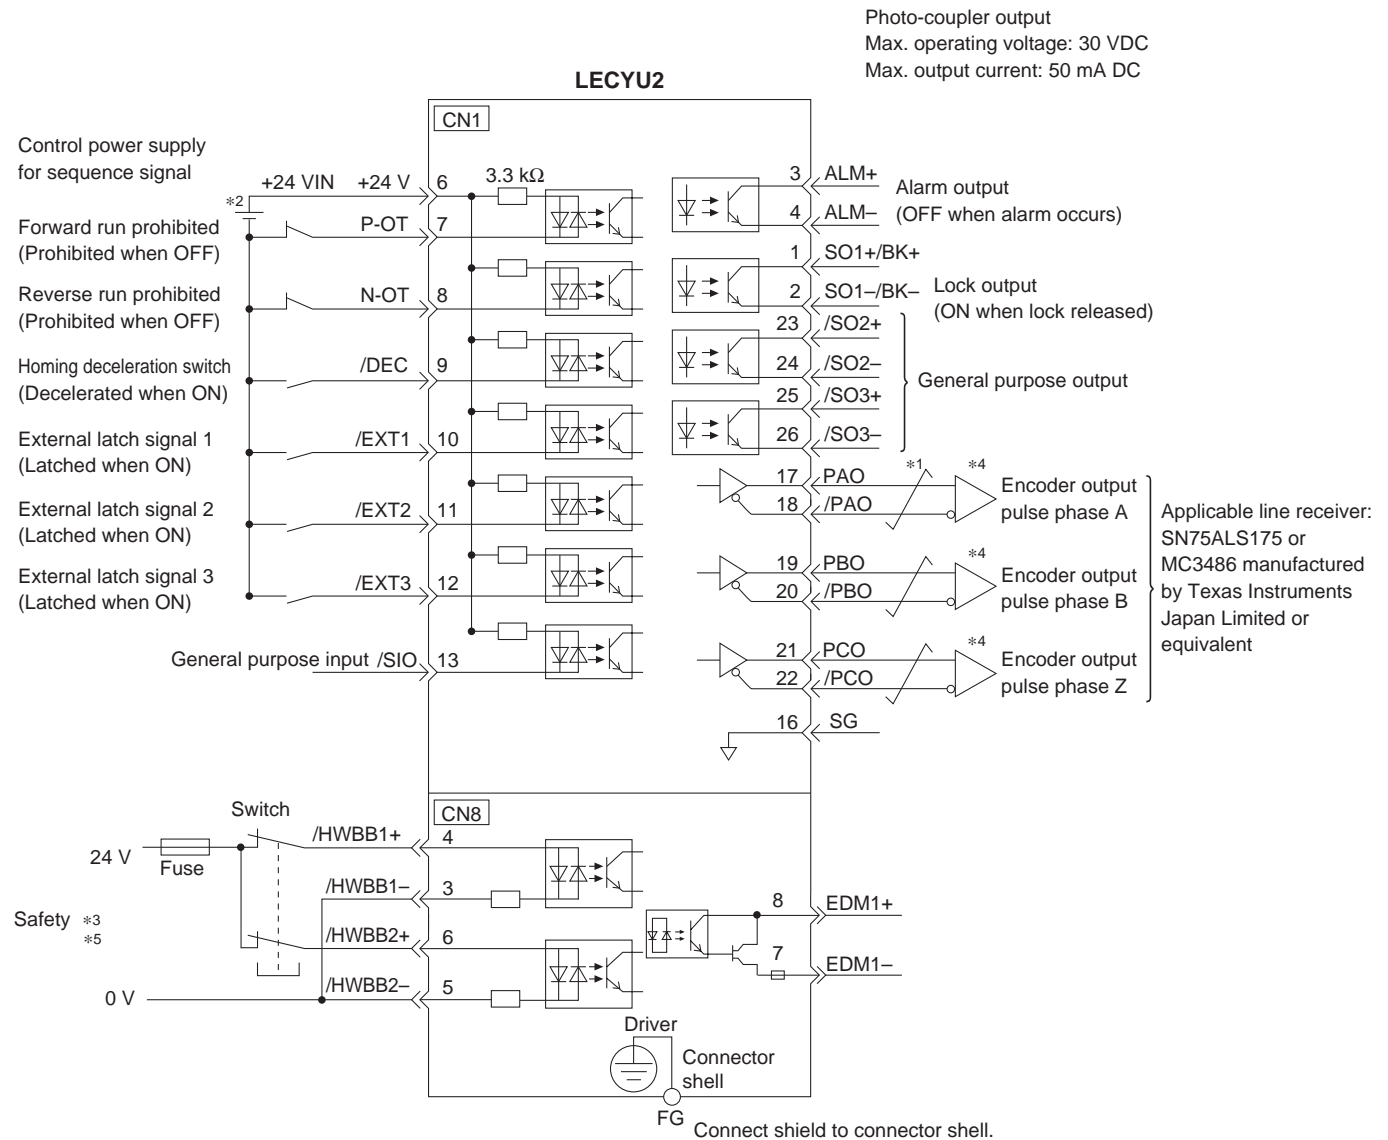 Photo-coupler output
Max. operating voltage: 30 VDC
Max. output current: 50 mA DC
LECYU2
CN1
Control power supply
for sequence signal
+24 VIN
+24 V
6
3.3 kΩ
*2
Forward run prohibited
(Prohibited when OFF)
P-OT
7
Reverse run prohibited
(Prohibited when OFF)
N-OT
8
Homing deceleration switch
(Decelerated when ON)
/DEC
9
External latch signal 1
(Latched when ON)
/EXT1
10
External latch signal 2
(Latched when ON)
/EXT2
11
External latch signal 3
(Latched when ON)
/EXT3
12
General purpose input
/SIO
13
3
ALM+
4
ALM–
Alarm output
(OFF when alarm occurs)
1
SO1+/BK+
2
SO1–/BK–
Lock output
(ON when lock released)
23
/SO2+
24
/SO2–
25
/SO3+
26
/SO3–
General purpose output
17
PAO
18
/PAO
*1
*4
Encoder output
pulse phase A
19
PBO
20
/PBO
*4
Encoder output
pulse phase B
21
PCO
22
/PCO
*4
Encoder output
pulse phase Z
Applicable line receiver:
SN75ALS175 or
MC3486 manufactured
by Texas Instruments
Japan Limited or
equivalent
16
SG
CN8
Switch
24 V
Fuse
/HWBB1+
4
/HWBB1–
3
Safety *3
*5
/HWBB2+
6
/HWBB2–
5
0 V
8
EDM1+
7
EDM1–
Driver
Connector
shell
FG
Connect shield to connector shell.